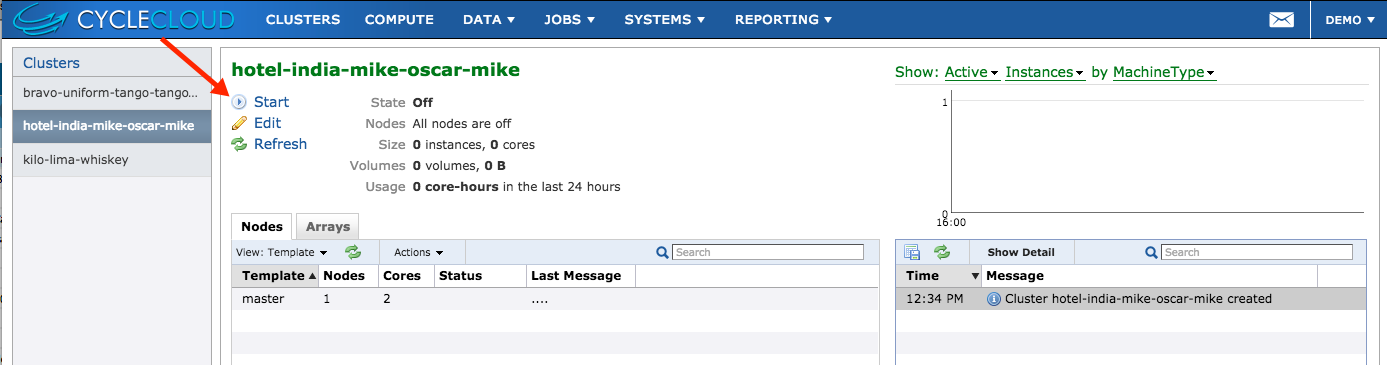 CYCLECLOUD CLUSTERS COMPUTE DATA JOBS SYSTEMS REPORTING DEMO
Clusters
bravo-uniform-tango-tango...
hotel-india-mike-oscar-mike
kilo-lima-whiskey
hotel-india-mike-oscar-mike
Start
Edit
Refresh
State Off
Nodes All nodes are off
Size 0 instances, 0 cores
Volumes 0 volumes, 0 B
Usage 0 core-hours in the last 24 hours
Show: Active Instances by MachineType
1
0
16:00
Nodes Arrays
View: Template Actions Search
Template Nodes Cores Status Last Message
master 1 2 ....
Show Detail Search
Time Message
12:34 PM Cluster hotel-india-mike-oscar-mike created